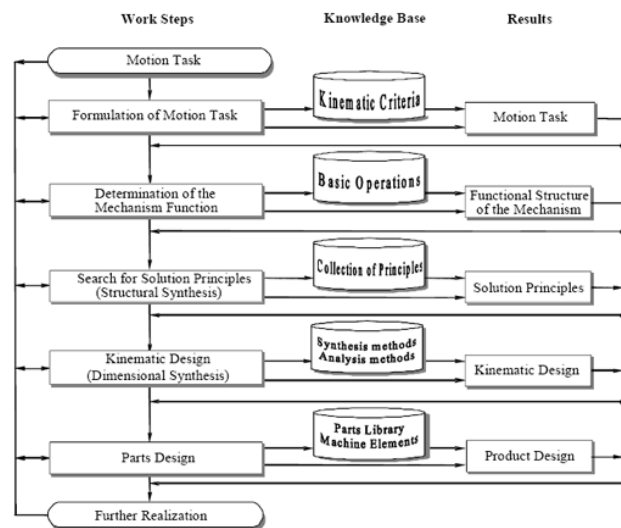 Work Steps
Knowledge Base
Results
Motion Task
Formulation of Motion Task
Kinematic Criteria
Motion Task
Determination of the
Mechanism Function
Basic Operations
Functional Structure
of the Mechanism
Search for Solution Principles
(Structural Synthesis)
Collection of Principles
Solution Principles
Kinematic Design
(Dimensional Synthesis)
Synthesis methods
Analysis methods
Kinematic Design
Parts Design
Parts Library
Machine Elements
Product Design
Further Realization